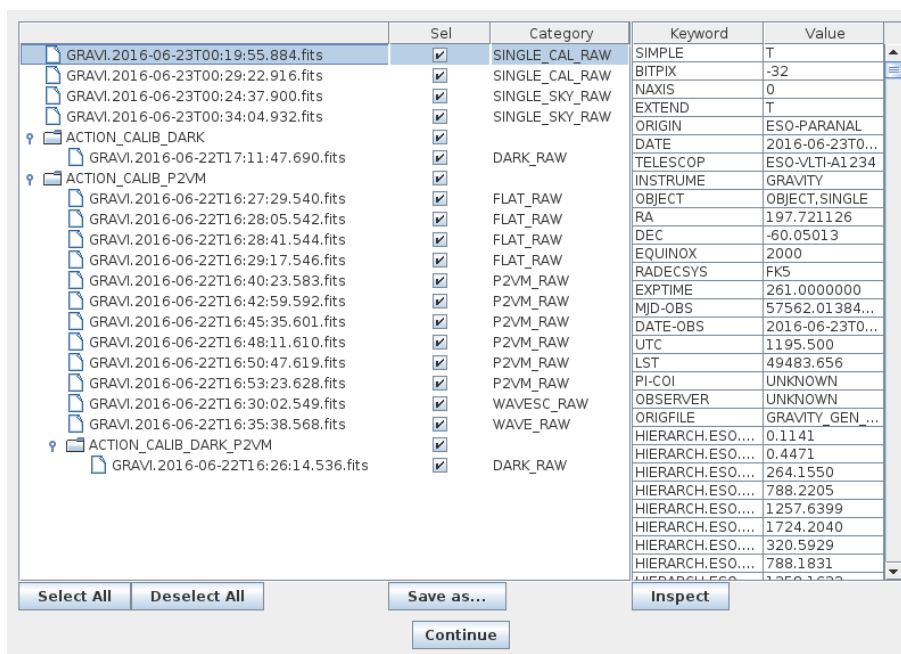 Sel Category Keyword Value
GRAVI.2016-06-23T00:19:55.884.fits SINGLE_CAL_RAW SIMPLE T
GRAVI.2016-06-23T00:29:22.916.fits SINGLE_CAL_RAW BITPIX -32
GRAVI.2016-06-23T00:24:37.900.fits SINGLE_SKY_RAW NAXIS 0
GRAVI.2016-06-23T00:34:04.932.fits SINGLE_SKY_RAW EXTEND T
ORIGIN ESO-PARANAL
ACTION_CALIB_DARK DATE 2016-06-23T0...
GRAVI.2016-06-22T17:11:47.690.fits DARK_RAW TELESCOP ESO-VLTI-A1234
ACTION_CALIB_P2VM INSTRUME GRAVITY
GRAVI.2016-06-22T16:27:29.540.fits FLAT_RAW OBJECT OBJECT,SINGLE
GRAVI.2016-06-22T16:28:05.542.fits FLAT_RAW RA 197.721126
GRAVI.2016-06-22T16:28:41.544.fits FLAT_RAW DEC -60.05013
GRAVI.2016-06-22T16:29:17.546.fits FLAT_RAW EQUINOX 2000
RADECSYS FK5
GRAVI.2016-06-22T16:40:23.583.fits P2VM_RAW EXPTIME 261.0000000
GRAVI.2016-06-22T16:42:59.592.fits P2VM_RAW MJD-OBS 57562.01384...
GRAVI.2016-06-22T16:45:35.601.fits P2VM_RAW DATE-OBS 2016-06-23T0...
GRAVI.2016-06-22T16:48:11.610.fits P2VM_RAW UTC 1195.500
GRAVI.2016-06-22T16:50:47.619.fits P2VM_RAW LST 49483.656
GRAVI.2016-06-22T16:53:23.628.fits P2VM_RAW PI-COI UNKNOWN
GRAVI.2016-06-22T16:30:02.549.fits WAVESC_RAW OBSERVER UNKNOWN
GRAVI.2016-06-22T16:35:38.568.fits WAVE_RAW ORIGFILE GRAVITY_GEN_...
ACTION_CALIB_DARK_P2VM HIERARCH.ESO.... 0.1141
HIERARCH.ESO.... 0.4471
GRAVI.2016-06-22T16:26:14.536.fits DARK_RAW HIERARCH.ESO.... 264.1550
HIERARCH.ESO.... 788.2205
HIERARCH.ESO.... 1257.6399
HIERARCH.ESO.... 1724.2040
HIERARCH.ESO.... 320.5929
HIERARCH.ESO.... 788.1831
Select All Deselect All Save as... Inspect
Continue